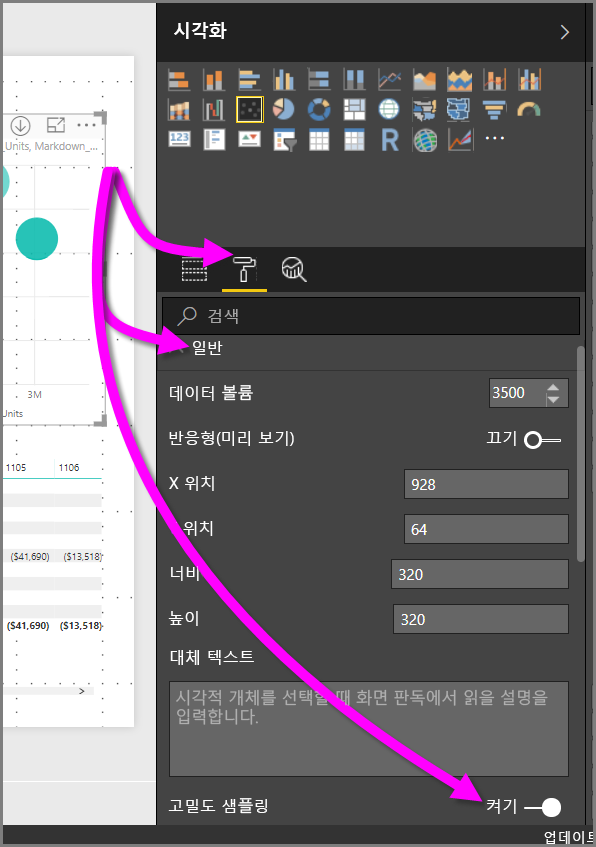 시각화
_Units, Markdown_...
123
R
검색
일반
데이터 볼륨
3500
반응형(미리 보기)
끄기
X 위치
928
위치
64
너비
320
높이
320
대체 텍스트
시각적 개체를 선택할 때 화면 판독에서 읽을 설명을
입력합니다.
고밀도 샘플링
켜기
업데이트
3M
Units
1105 1106
($41,690) ($13,518)
($41,690) ($13,518)